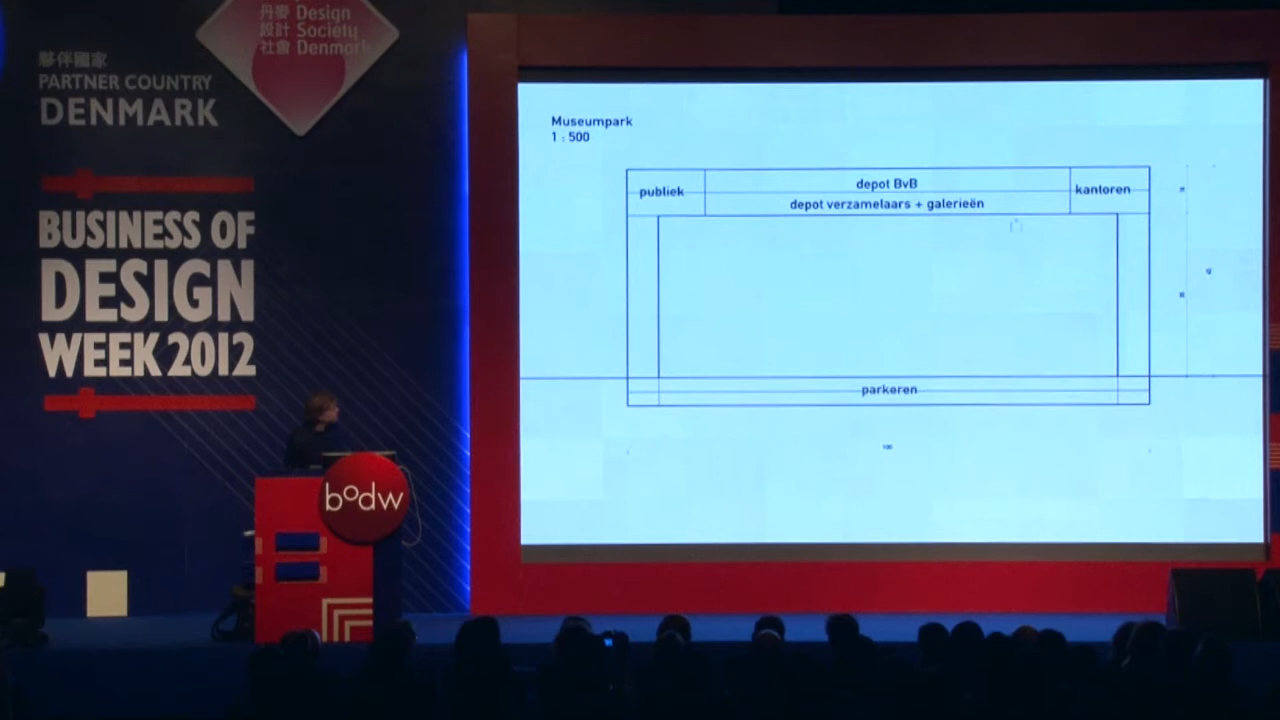 丹麥 Design
設計 Society
社會 Denmark
夥伴國家
PARTNER COUNTRY
DENMARK
BUSINESS OF
DESIGN
WEEK 2012
bodw
Museumpark
1 : 500
publiek
depot BvB
kantoren
depot verzamelaars + galerieën
parkeren
100